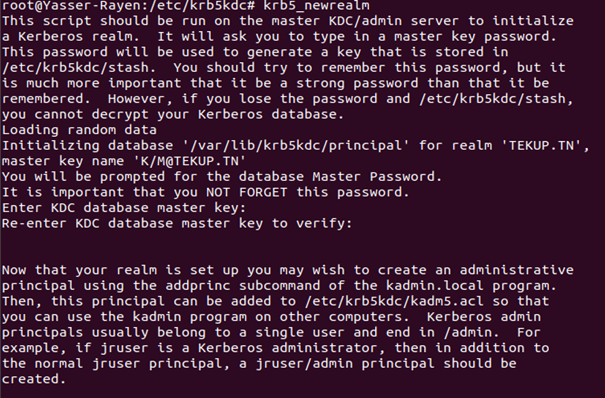 root@Yasser-Rayen:/etc/krb5kdc# krb5_newrealm
This script should be run on the master KDC/admin server to initialize
a Kerberos realm.  It will ask you to type in a master key password.
This password will be used to generate a key that is stored in
/etc/krb5kdc/stash.  You should try to remember this password, but it
is much more important that it be a strong password than that it be
remembered.  However, if you lose the password and /etc/krb5kdc/stash,
you cannot decrypt your Kerberos database.
Loading random data
Initializing database '/var/lib/krb5kdc/principal' for realm 'TEKUP.TN',
master key name 'K/M@TEKUP.TN'
You will be prompted for the database Master Password.
It is important that you NOT FORGET this password.
Enter KDC database master key:
Re-enter KDC database master key to verify:
Now that your realm is set up you may wish to create an administrative
principal using the addprinc subcommand of the kadmin.local program.
Then, this principal can be added to /etc/krb5kdc/kadm5.acl so that
you can use the kadmin program on other computers.  Kerberos admin
principals usually belong to a single user and end in /admin.  For
example, if jruser is a Kerberos administrator, then in addition to
the normal jruser principal, a jruser/admin principal should be
created.